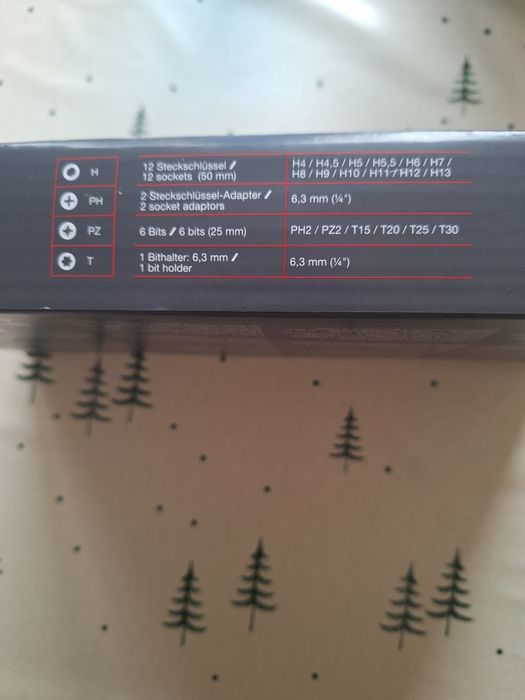 H
12 Steckschlüssel /
12 sockets (50 mm)
H4 / H4,5 / H5 / H5,5 / H6 / H7 /
H8 / H9 / H10 / H11 / H12 / H13
PH
2 Steckschlüssel-Adapter /
2 socket adaptors
6,3 mm (¼")
PZ
6 Bits / 6 bits (25 mm)
PH2 / PZ2 / T15 / T20 / T25 / T30
T
1 Bithalter: 6,3 mm /
1 bit holder
6,3 mm (¼")